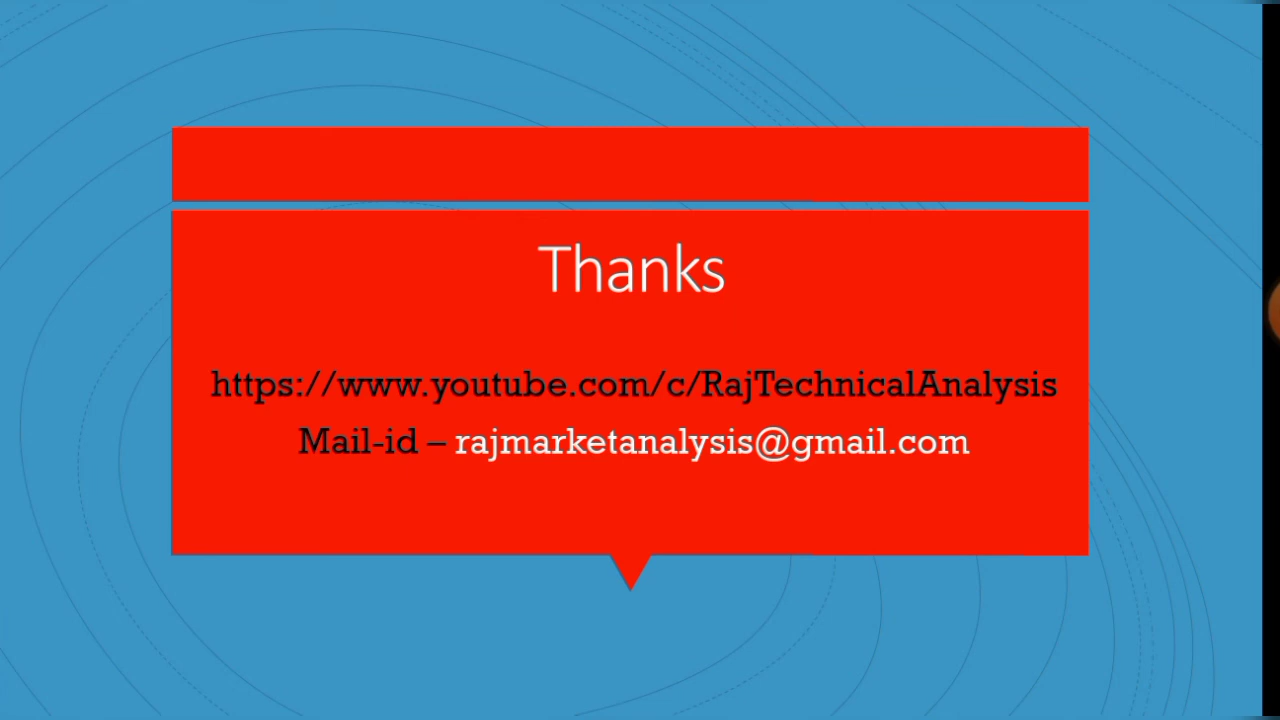 Thanks
https://www.youtube.com/c/RajTechnicalAnalysis
Mail-id – rajmarketanalysis@gmail.com